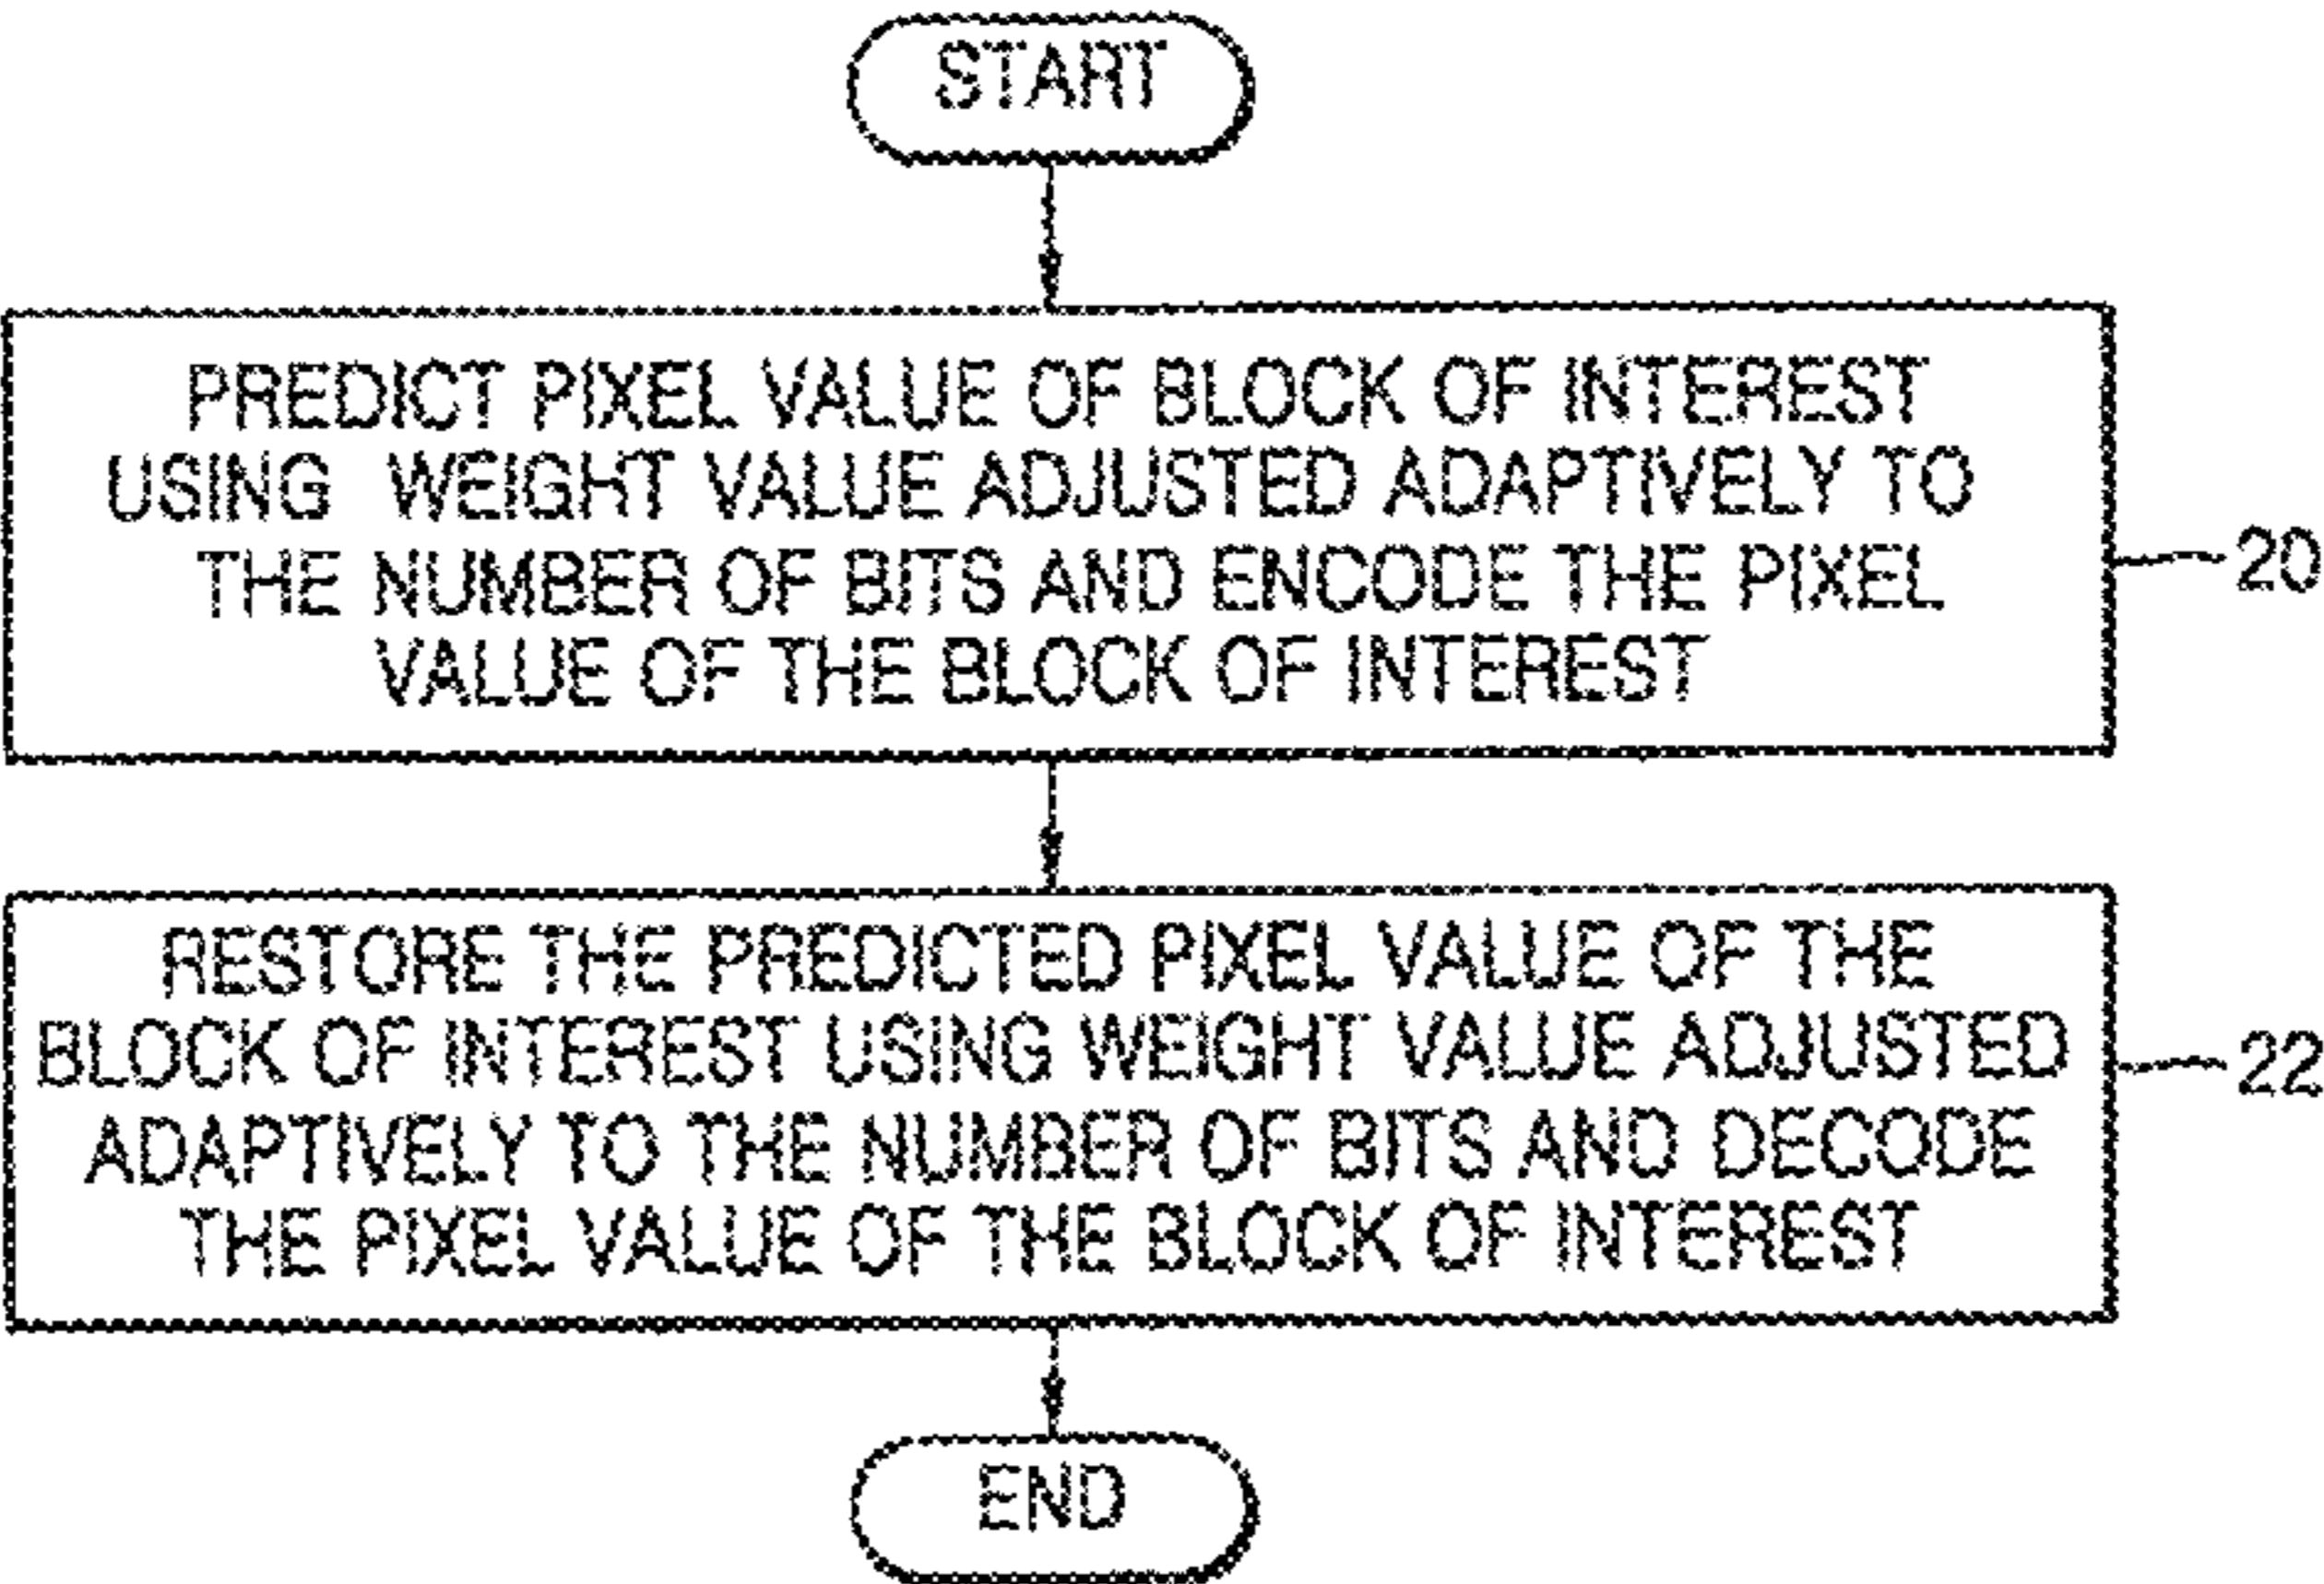 START
PREDICT PIXEL VALUE OF BLOCK OF INTEREST
USING WEIGHT VALUE ADJUSTED ADAPTIVELY TO
THE NUMBER OF BITS AND ENCODE THE PIXEL
VALUE OF THE BLOCK OF INTEREST
20
RESTORE THE PREDICTED PIXEL VALUE OF THE
BLOCK OF INTEREST USING WEIGHT VALUE ADJUSTED
ADAPTIVELY TO THE NUMBER OF BITS AND DECODE
THE PIXEL VALUE OF THE BLOCK OF INTEREST
22
END